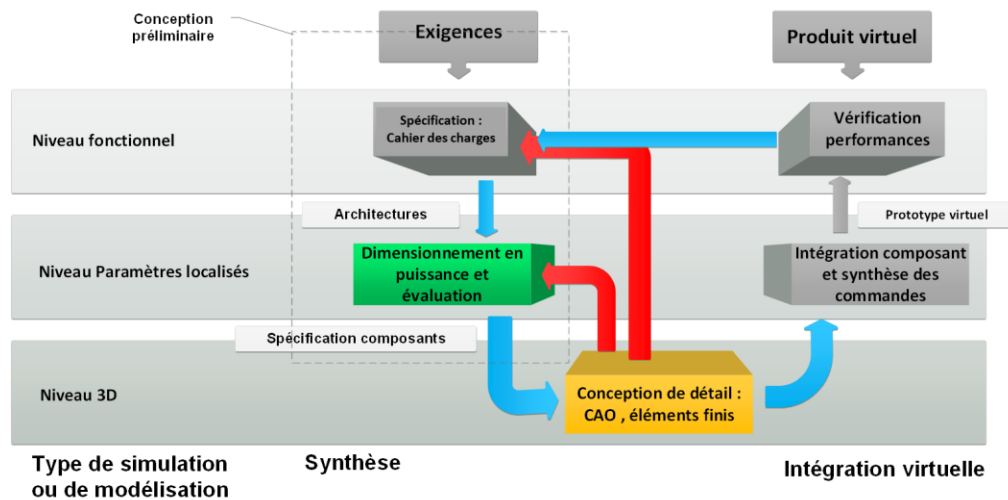 Conception
préliminaire
Exigences
Produit virtuel
Niveau fonctionnel
Spécification :
Cahier des charges
Vérification
performances
Architectures
Prototype virtuel
Niveau Paramètres localisés
Dimensionnement en
puissance et
évaluation
Intégration composant
et synthèse des
commandes
Spécification composants
Niveau 3D
Conception de détail :
CAO , éléments finis
Type de simulation
ou de modélisation
Synthèse
Intégration virtuelle